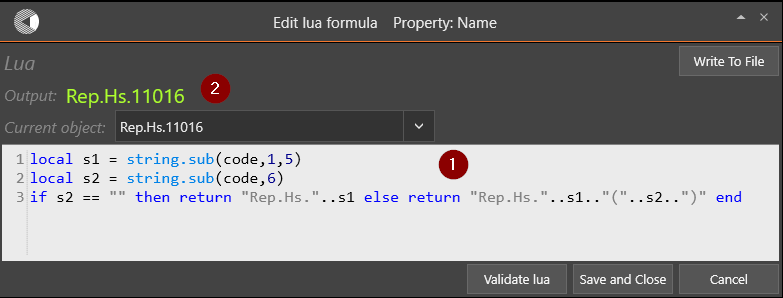 Edit lua formula Property: Name
Lua
Write To File
Output: Rep.Hs.11016
2
Current object: Rep.Hs.11016
1
1 local s1 = string.sub(code,1,5)
2 local s2 = string.sub(code,6)
3 if s2 == "" then return "Rep.Hs."..s1 else return "Rep.Hs."..s1.."("..s2..")" end
Validate lua Save and Close Cancel